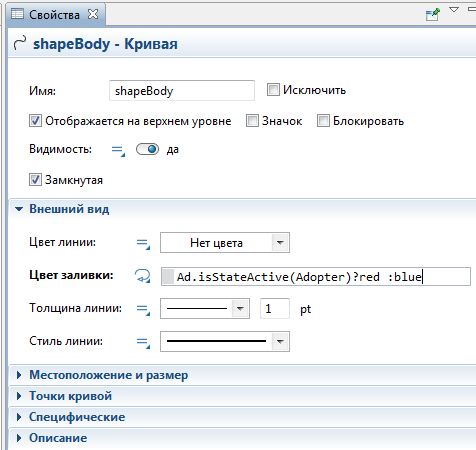 Свойства
shapeBody - Кривая
Имя: shapeBody Исключить
Отображается на верхнем уровне Значок Блокировать
Видимость: да
Замкнутая
Внешний вид
Цвет линии: Нет цвета
Цвет заливки: Ad.isStateActive(Adopter)?red :blue
Толщина линии: 1 pt
Стиль линии:
Местоположение и размер
Точки кривой
Специфические
Описание